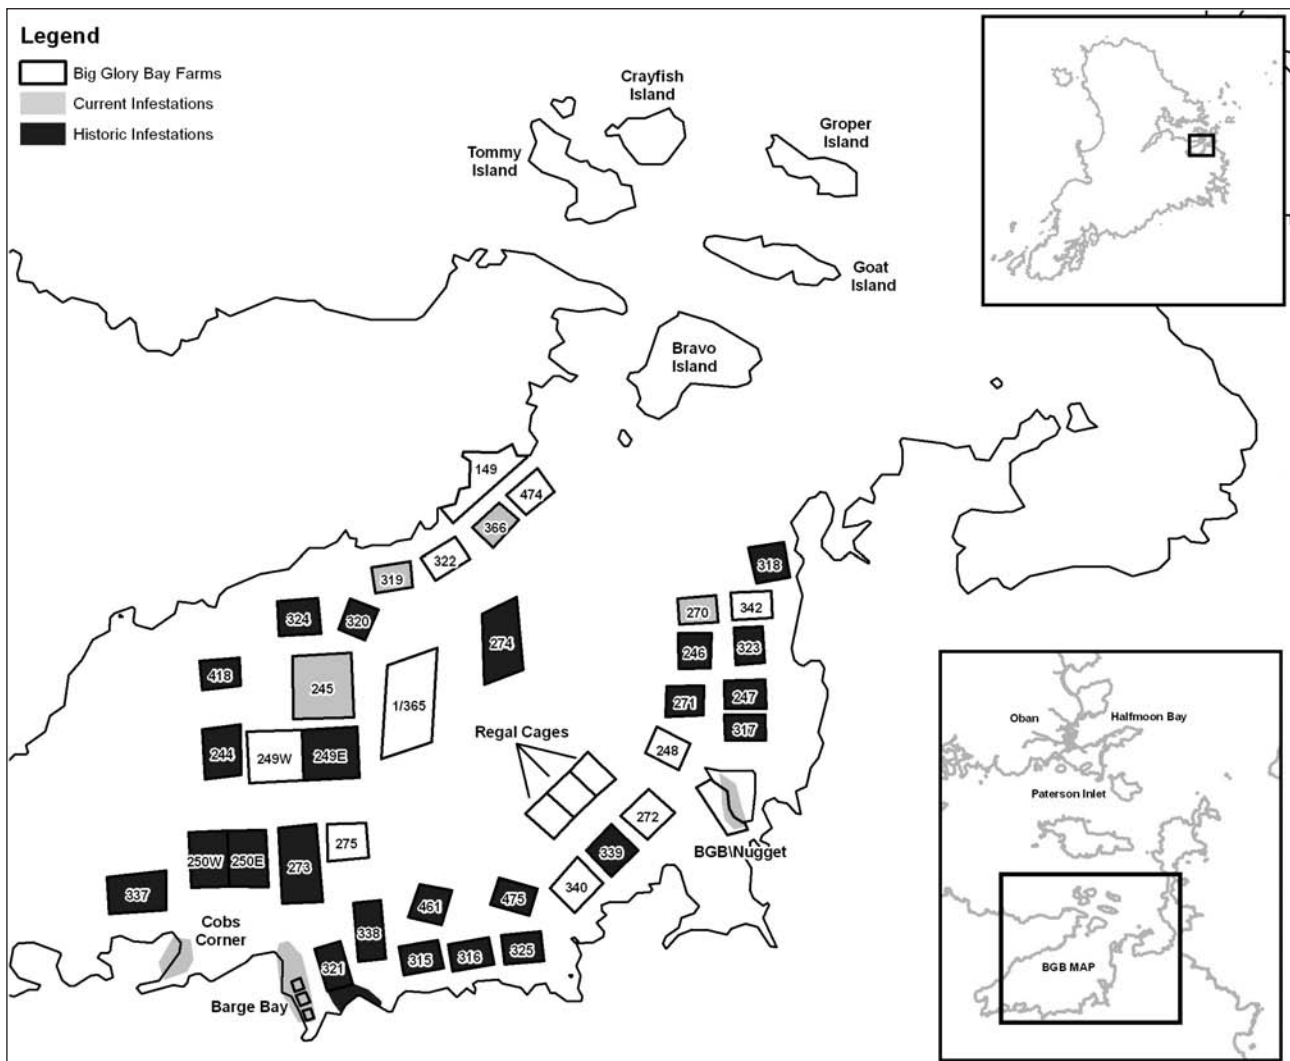 Legend
Big Glory Bay Farms
Current Infestations
Historic Infestations
Crayfish
Island
Groper
Island
Tommy
Island
Goat
Island
Bravo
Island
149
474
366
322
319
318
324
320
274
270
342
246
323
418
245
1/365
271
247
317
244
249W
249E
Regal Cages
248
272
BGB\Nugget
275
339
250W
250E
273
340
337
461
475
Cobs
Corner
338
315
316
325
321
Barge Bay
Oban
Halfmoon Bay
Paterson Inlet
BGB MAP